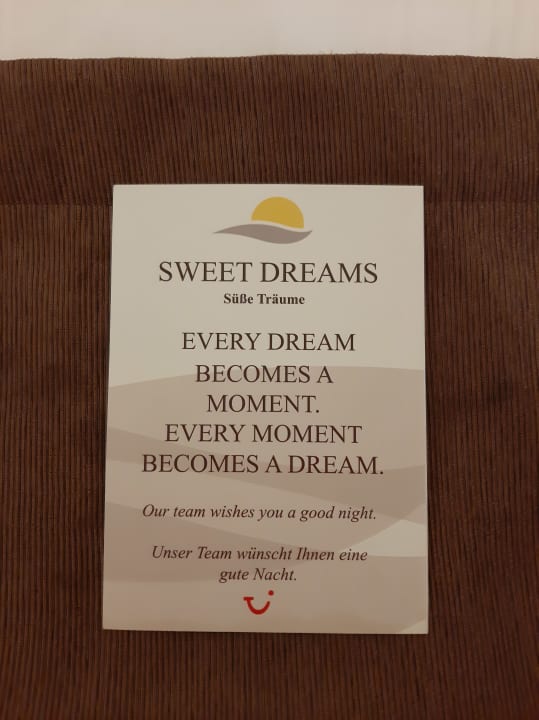 SWEET DREAMS
Süße Träume
EVERY DREAM
BECOMES A
MOMENT.
EVERY MOMENT
BECOMES A DREAM.
Our team wishes you a good night.
Unser Team wünscht Ihnen eine
gute Nacht.